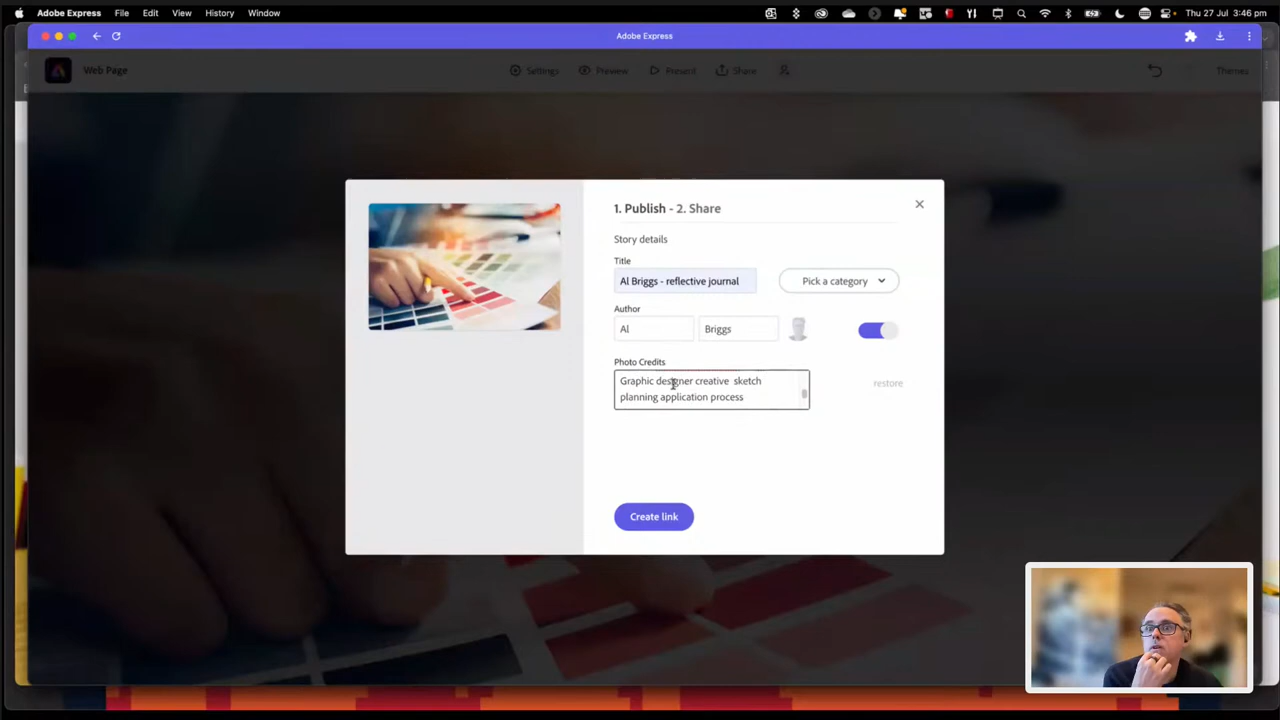 Adobe Express File Edit View History Window
Thu 27 Jul 3:46 pm
Adobe Express
Web Page
Settings Preview Present Share
Themes
1. Publish - 2. Share
Story details
Title
Al Briggs - reflective journal
Pick a category
Author
Al
Briggs
Photo Credits
Graphic designer creative sketch
planning application process
restore
Create link